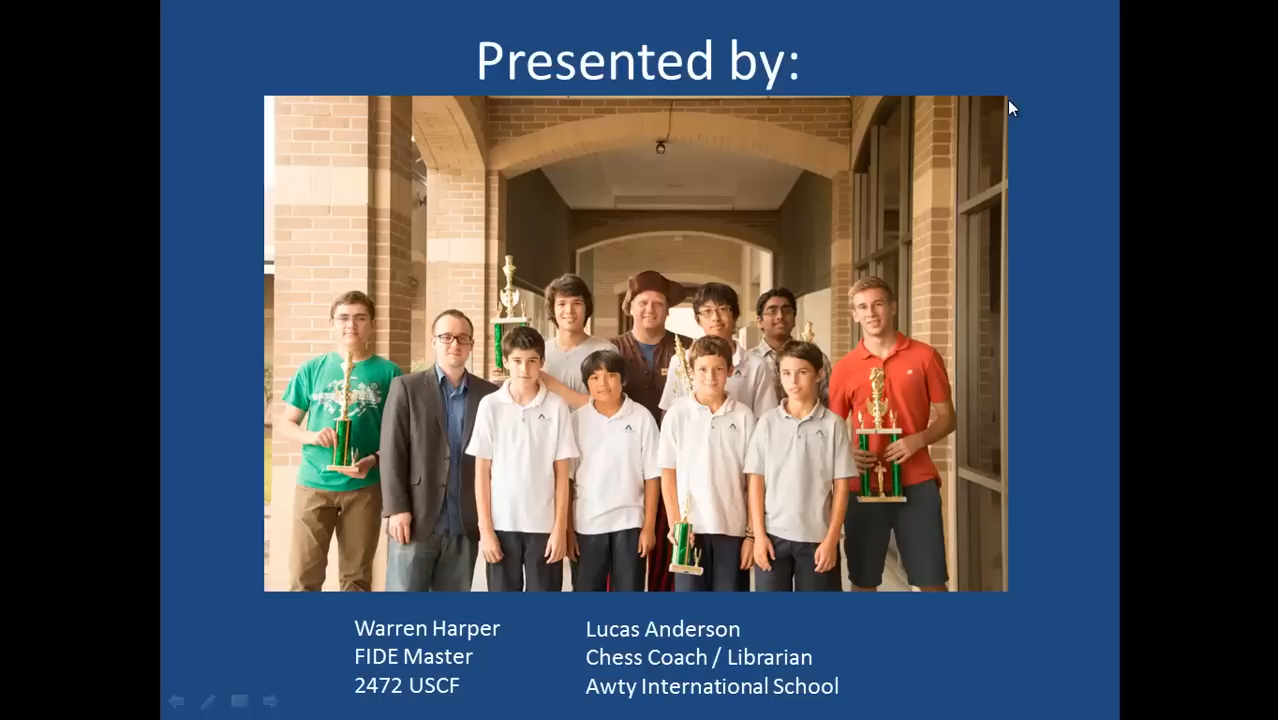 Presented by:
Warren Harper
FIDE Master
2472 USCF
Lucas Anderson
Chess Coach / Librarian
Awty International School